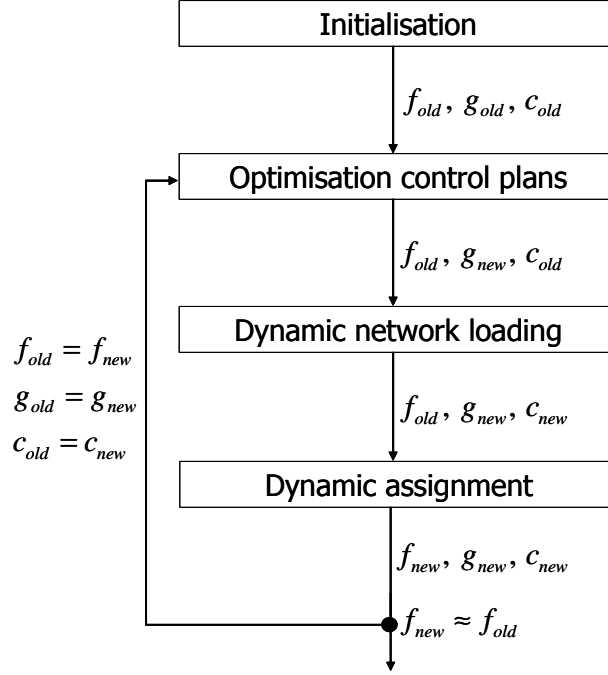 Initialisation
f_old, g_old, c_old
Optimisation control plans
f_old, g_new, c_old
Dynamic network loading
f_old = f_new
g_old = g_new
c_old = c_new
f_old, g_new, c_new
Dynamic assignment
f_new, g_new, c_new
f_new ≈ f_old